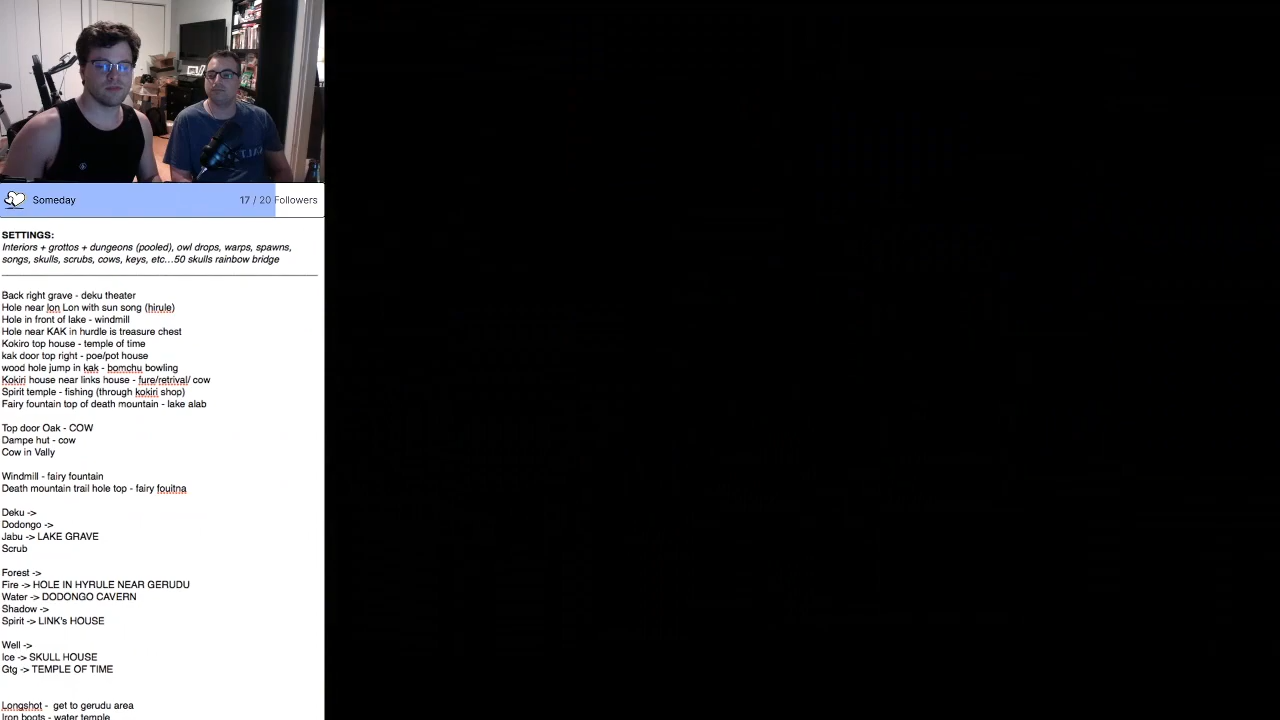 Someday
17 / 20 Followers
SETTINGS:
Interiors + grottos + dungeons (pooled), owl drops, warps, spawns,
songs, skulls, scrubs, cows, keys, etc...50 skulls rainbow bridge
Back right grave - deku theater
Hole near lon Lon with sun song (hirule)
Hole in front of lake - windmill
Hole near KAK in hurdle is treasure chest
Kokiro top house - temple of time
kak door top right - poe/pot house
wood hole jump in kak - bomchu bowling
Kokiri house near links house - fure/retrival/ cow
Spirit temple - fishing (through kokiri shop)
Fairy fountain top of death mountain - lake alab
Top door Oak - COW
Dampe hut - cow
Cow in Vally
Windmill - fairy fountain
Death mountain trail hole top - fairy fouitna
Deku ->
Dodongo ->
Jabu -> LAKE GRAVE
Scrub
Forest ->
Fire -> HOLE IN HYRULE NEAR GERUDU
Water -> DODONGO CAVERN
Shadow ->
Spirit -> LINK's HOUSE
Well ->
Ice -> SKULL HOUSE
Gtg -> TEMPLE OF TIME
Longshot - get to gerudu area
Iron boots - water temple